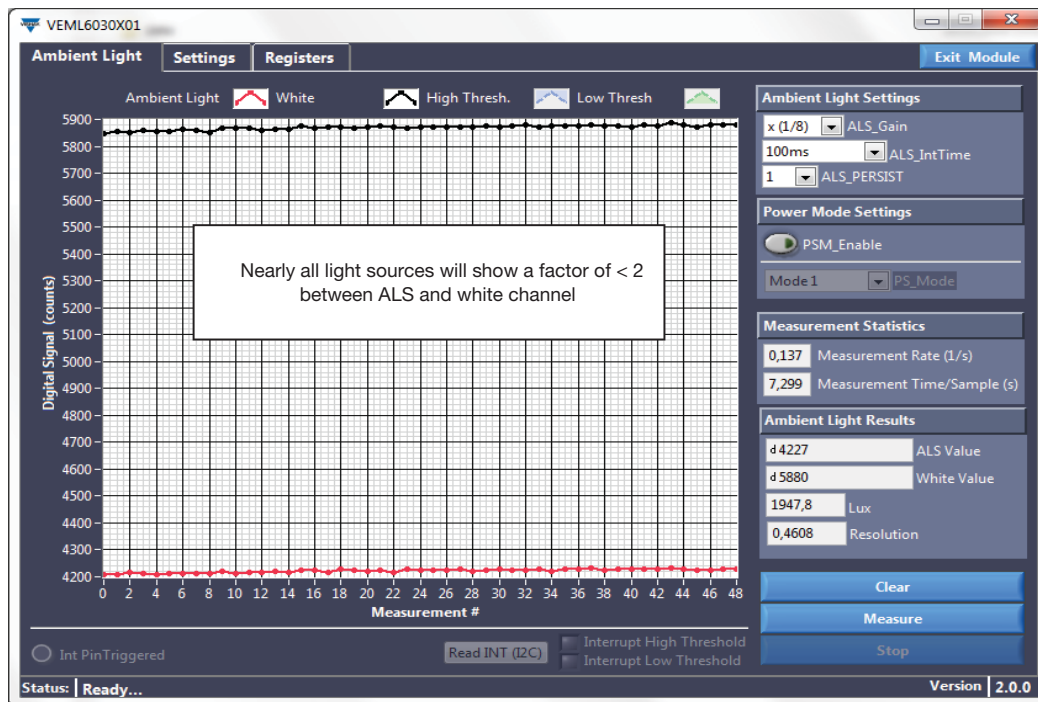 VEML6030X01
Ambient Light Settings Registers Exit Module
Ambient Light White High Thresh. Low Thresh
5900
5800
5700
5600
5500
5400
5300
5200
5100
5000
4900
4800
4700
4600
4500
4400
4300
4200
Digital Signal (counts)
Nearly all light sources will show a factor of < 2
between ALS and white channel
0 2 4 6 8 10 12 14 16 18 20 22 24 26 28 30 32 34 36 38 40 42 44 46 48
Measurement #
Ambient Light Settings
x (1/8) ALS_Gain
100ms ALS_IntTime
1 ALS_PERSIST
Power Mode Settings
PSM_Enable
Mode 1 PS_Mode
Measurement Statistics
0,137 Measurement Rate (1/s)
7,299 Measurement Time/Sample (s)
Ambient Light Results
d 4227 ALS Value
d 5880 White Value
1947,8 Lux
0,4608 Resolution
Clear
Measure
Stop
Int PinTriggered
Read INT (I2C)
Interrupt High Threshold
Interrupt Low Threshold
Status: Ready... Version 2.0.0